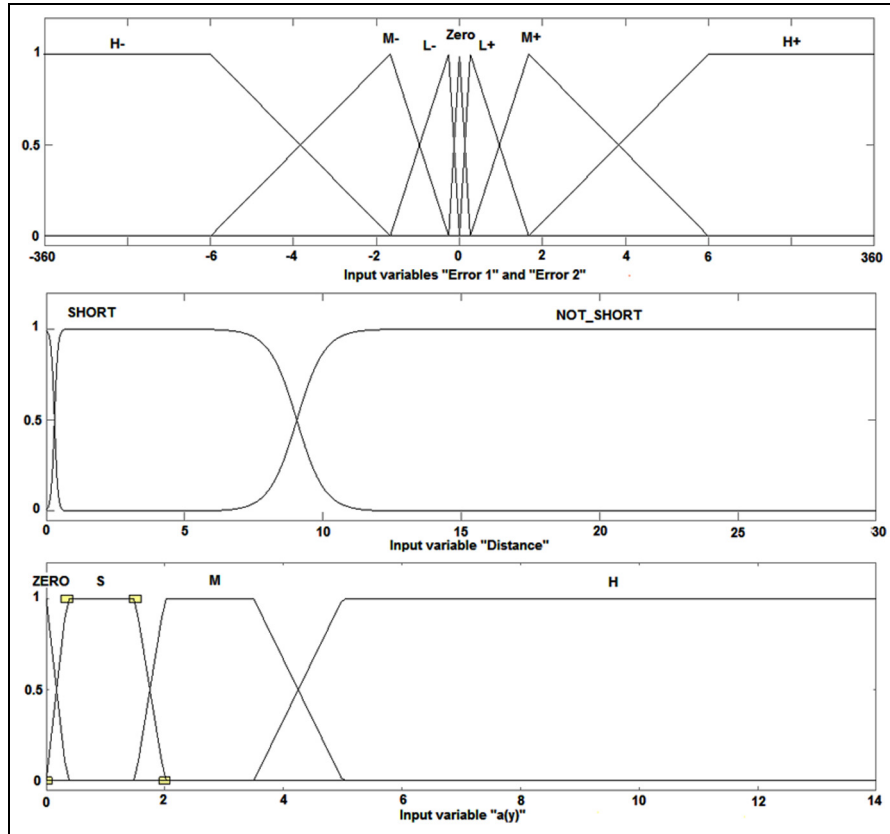 H- M- L- Zero L+ M+ H+
1
0.5
0
-360 -6 -4 -2 0 2 4 6 360
Input variables "Error 1" and "Error 2"
SHORT NOT_SHORT
1
0.5
0
0 5 10 15 20 25 30
Input variable "Distance"
ZERO S M H
1
0.5
0
0 2 4 6 8 10 12 14
Input variable "a(y)"